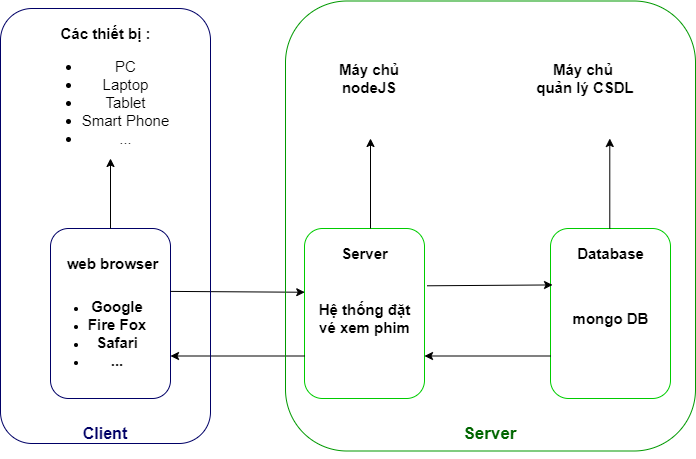 Các thiết bị :
PC
Laptop
Tablet
Smart Phone
...
Máy chủ
nodeJS
Máy chủ
quản lý CSDL
web browser
Google
Fire Fox
Safari
...
Server
Hệ thống đặt
vé xem phim
Database
mongo DB
Client
Server